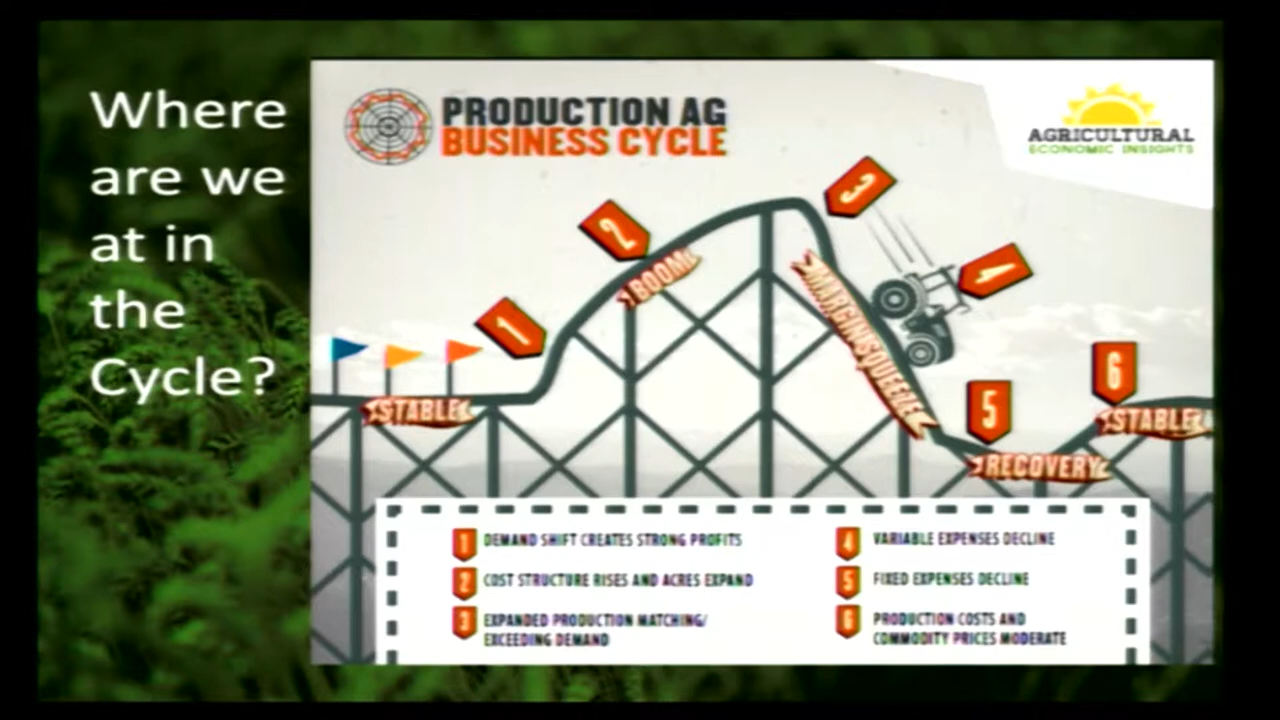 Where
are we
at in
the
Cycle?
PRODUCTION AG
BUSINESS CYCLE
AGRICULTURAL
ECONOMIC INSIGHTS
3
2
BOOM!
4
MARGIN SQUEEZE
1
6
5
STABLE
STABLE
RECOVERY
1 DEMAND SHIFT CREATES STRONG PROFITS
2 COST STRUCTURE RISES AND ACRES EXPAND
3 EXPANDED PRODUCTION MATCHING/
EXCEEDING DEMAND
4 VARIABLE EXPENSES DECLINE
5 FIXED EXPENSES DECLINE
6 PRODUCTION COSTS AND
COMMODITY PRICES MODERATE